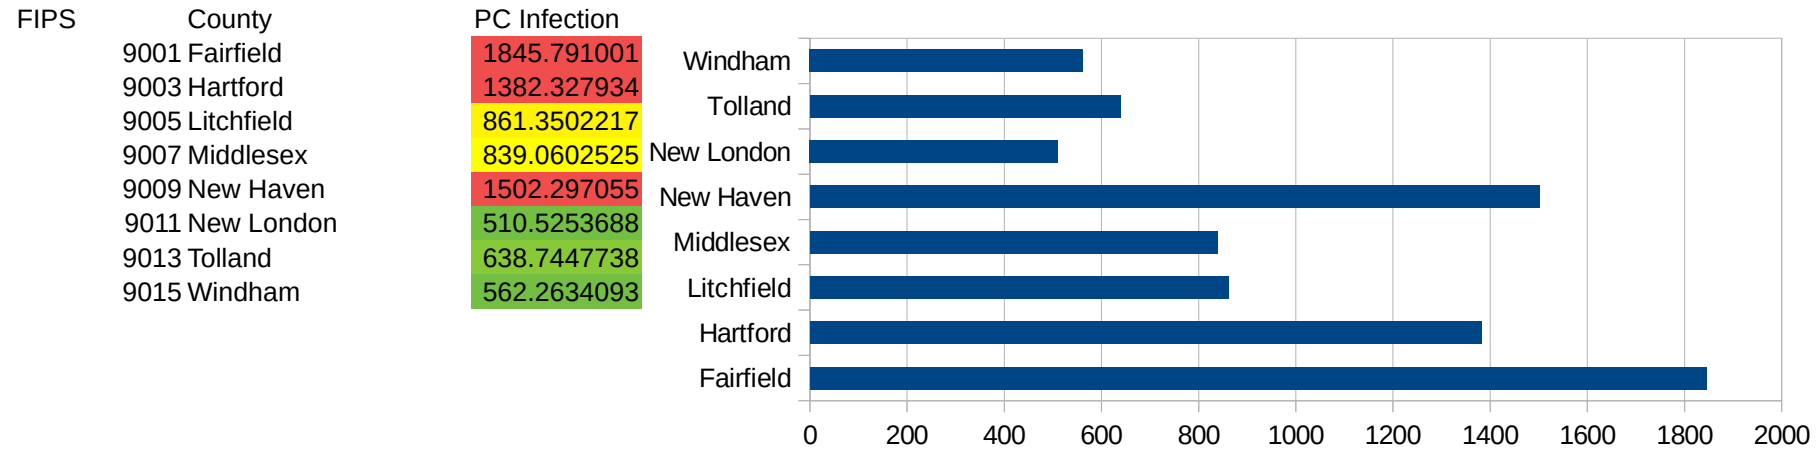 FIPS County PC Infection
9001 Fairfield 1845.791001
9003 Hartford 1382.327934
9005 Litchfield 861.3502217
9007 Middlesex 839.0602525
9009 New Haven 1502.297055
9011 New London 510.5253688
9013 Tolland 638.7447738
9015 Windham 562.2634093
Windham
Tolland
New London
New Haven
Middlesex
Litchfield
Hartford
Fairfield
0 200 400 600 800 1000 1200 1400 1600 1800 2000